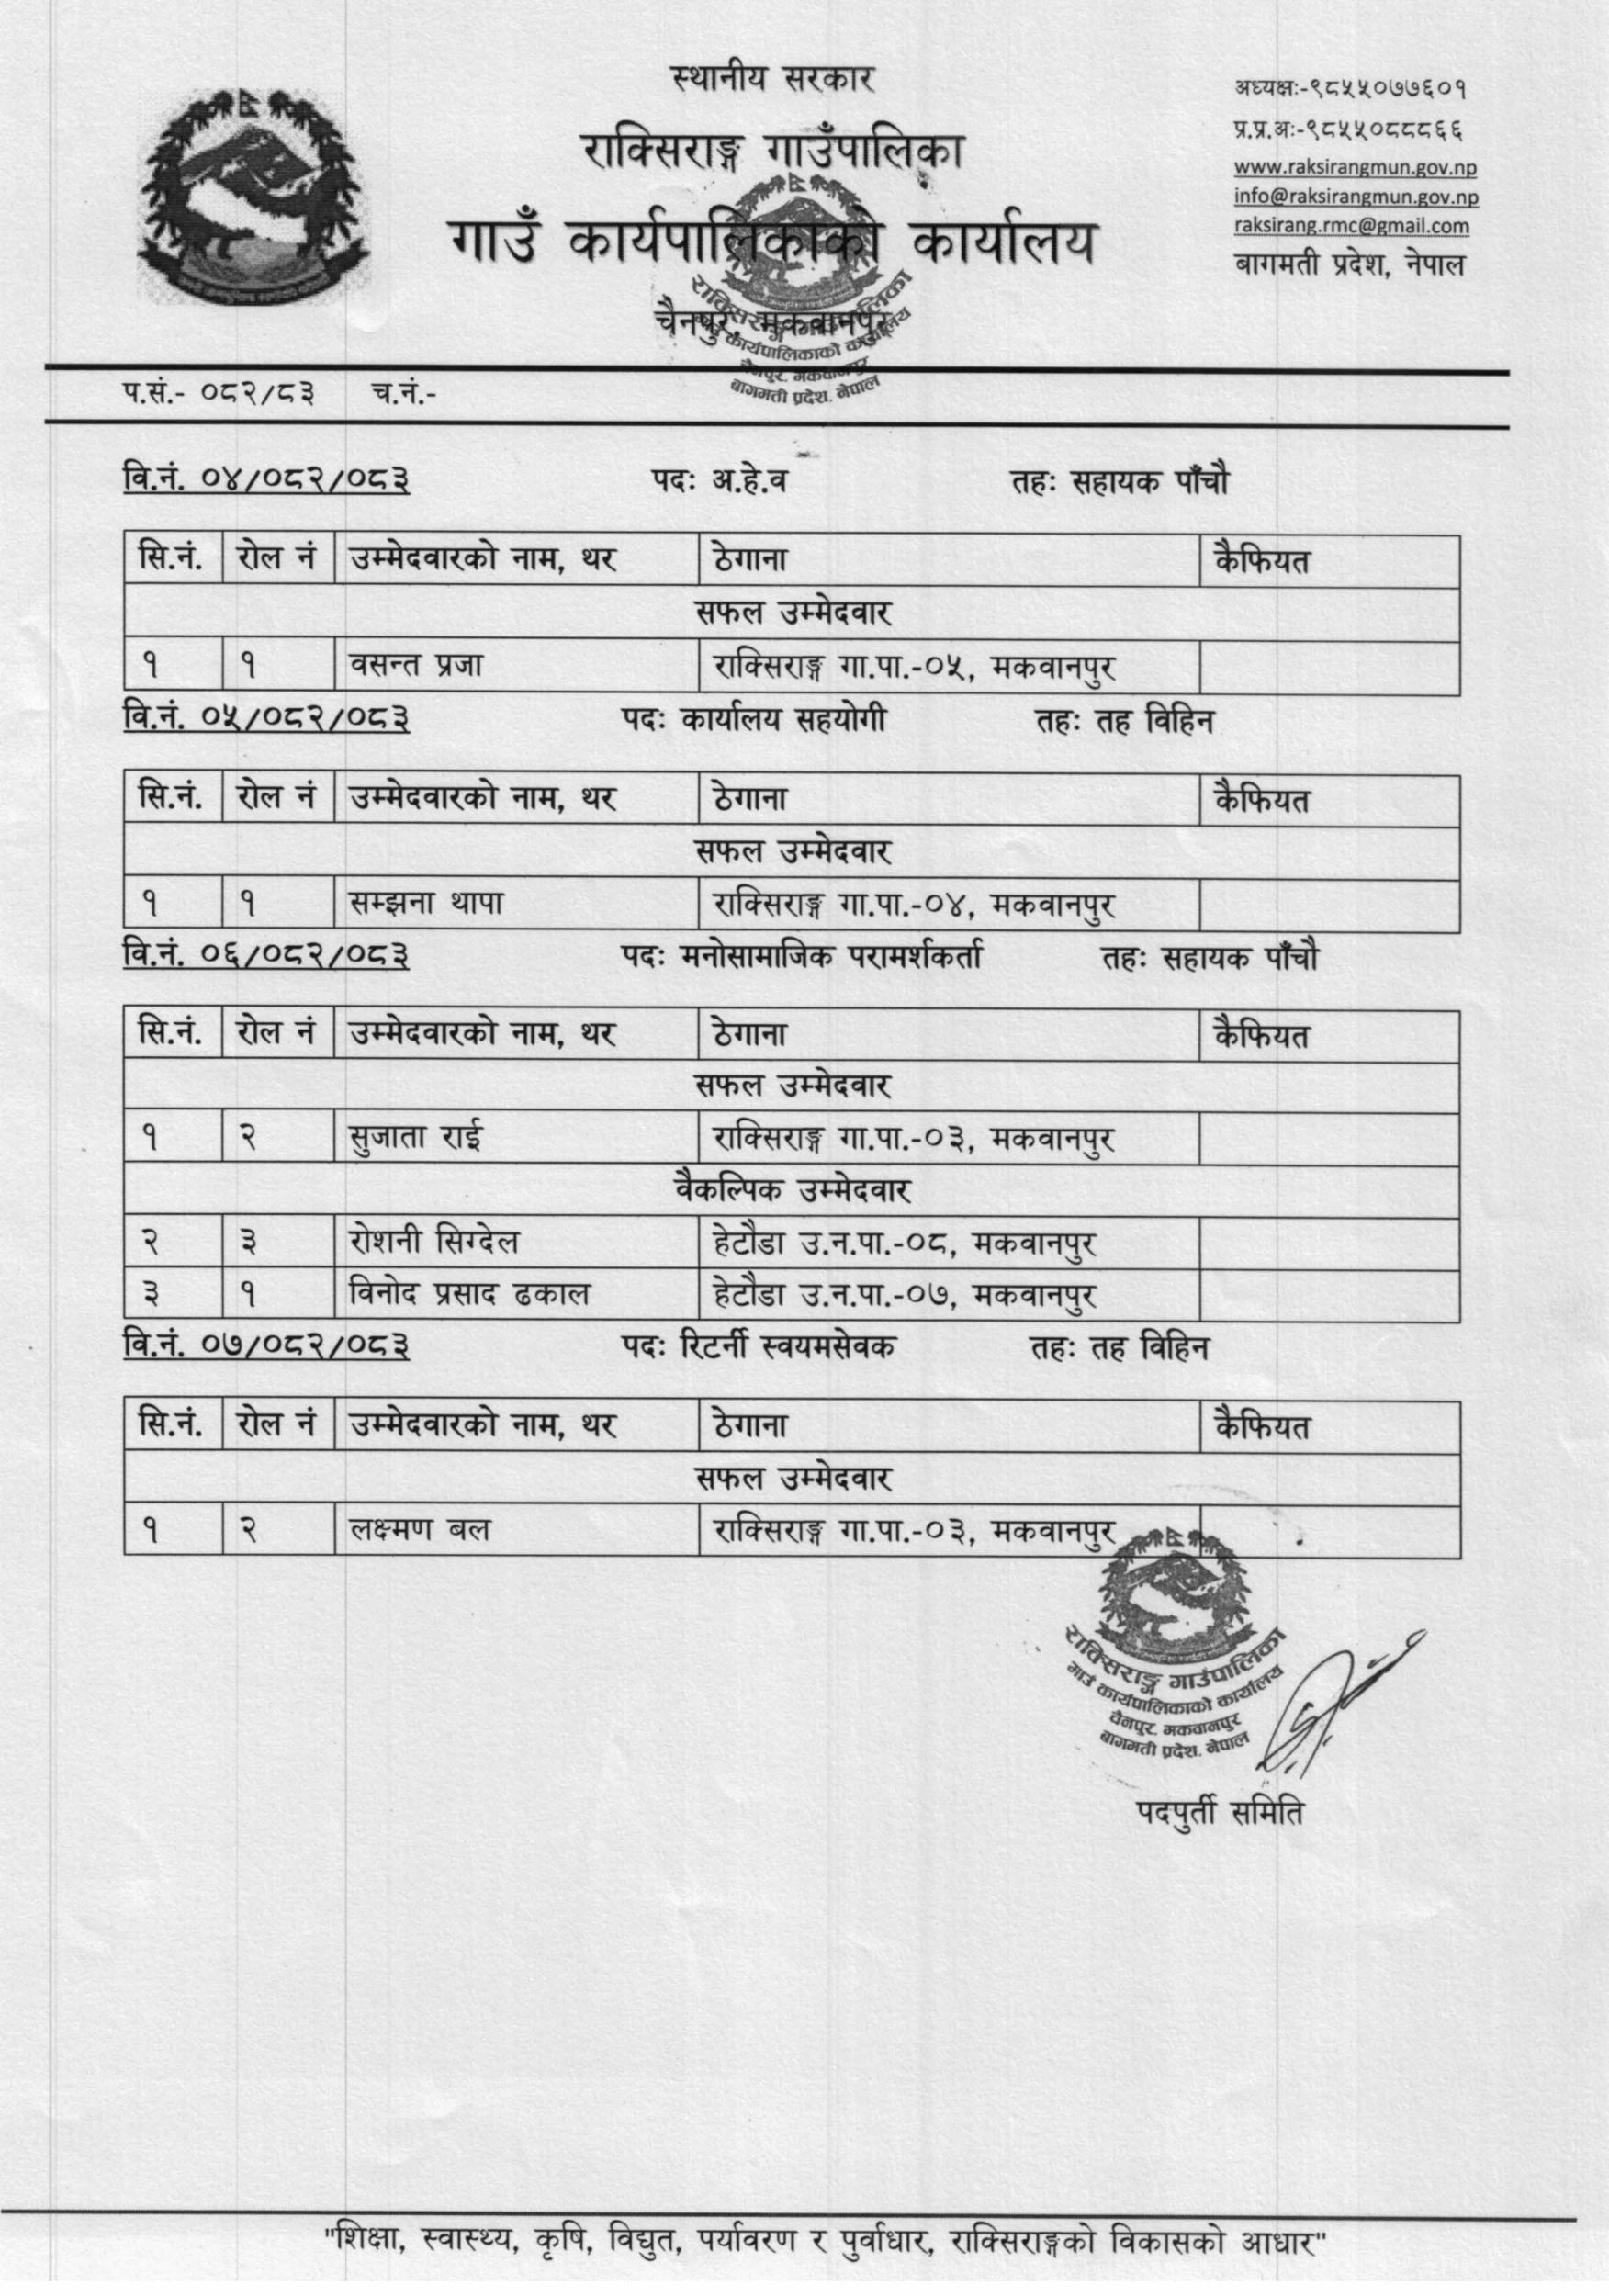 स्थानीय सरकार
राक्सिराङ्ग गाउँपालिका
गाउँ कार्यपालिकाको कार्यालय
चैनपुर, मकवानपुर
अध्यक्षः-९८५५०७७६०१
प्र.प्र.अः-९८५५०८८८६६
www.raksirangmun.gov.np
info@raksirangmun.gov.np
raksirang.rmc@gmail.com
बागमती प्रदेश, नेपाल
राक्सिराङ्ग गाउँपालिका
गाउँ कार्यपालिकाको कार्यालय
चैनपुर, मकवानपुर
बागमती प्रदेश, नेपाल
प.सं.- ०८२/८३ च.नं.-
वि.नं. ०४/०८२/०८३ पदः अ.हे.व तहः सहायक पाँचौ
सि.नं. रोल नं उम्मेदवारको नाम, थर ठेगाना कैफियत
सफल उम्मेदवार
१ १ वसन्त प्रजा राक्सिराङ्ग गा.पा.-०५, मकवानपुर
वि.नं. ०५/०८२/०८३ पदः कार्यालय सहयोगी तहः तह विहिन
सि.नं. रोल नं उम्मेदवारको नाम, थर ठेगाना कैफियत
सफल उम्मेदवार
१ १ सम्झना थापा राक्सिराङ्ग गा.पा.-०४, मकवानपुर
वि.नं. ०६/०८२/०८३ पदः मनोसामाजिक परामर्शकर्ता तहः सहायक पाँचौ
सि.नं. रोल नं उम्मेदवारको नाम, थर ठेगाना कैफियत
सफल उम्मेदवार
१ २ सुजाता राई राक्सिराङ्ग गा.पा.-०३, मकवानपुर
वैकल्पिक उम्मेदवार
२ ३ रोशनी सिग्देल हेटौडा उ.न.पा.-०८, मकवानपुर
३ १ विनोद प्रसाद ढकाल हेटौडा उ.न.पा.-०७, मकवानपुर
वि.नं. ०७/०८२/०८३ पदः रिटर्नी स्वयमसेवक तहः तह विहिन
सि.नं. रोल नं उम्मेदवारको नाम, थर ठेगाना कैफियत
सफल उम्मेदवार
१ २ लक्ष्मण बल राक्सिराङ्ग गा.पा.-०३, मकवानपुर
राक्सिराङ्ग गाउँपालिका
गाउँ कार्यपालिकाको कार्यालय
चैनपुर, मकवानपुर
बागमती प्रदेश, नेपाल
पदपुर्ती समिति
"शिक्षा, स्वास्थ्य, कृषि, विद्युत, पर्यावरण र पुर्वाधार, राक्सिराङ्गको विकासको आधार"